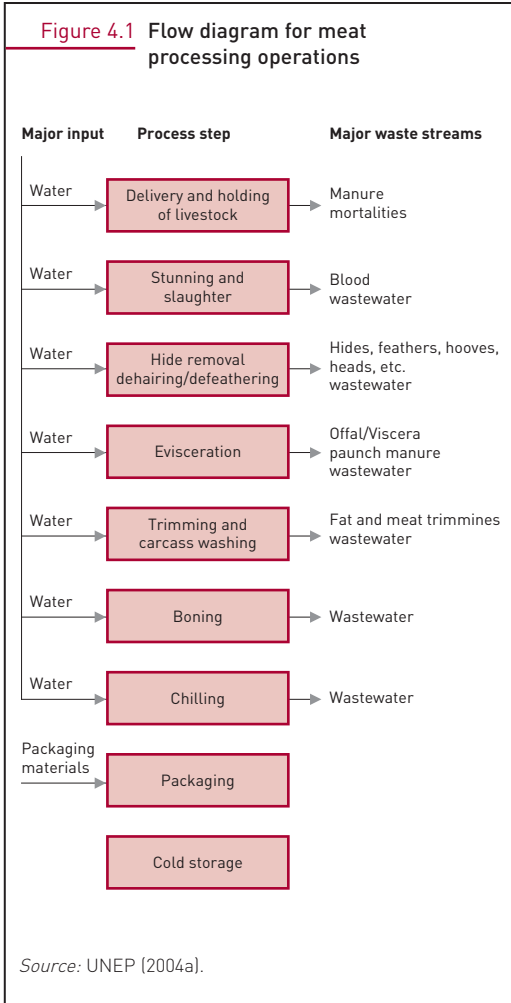 Figure 4.1 Flow diagram for meat
processing operations
Major input Process step Major waste streams
Water
Delivery and holding
of livestock
Manure
mortalities
Water
Stunning and
slaughter
Blood
wastewater
Water
Hide removal
dehairing/defeathering
Hides, feathers, hooves,
heads, etc.
wastewater
Water
Evisceration
Offal/Viscera
paunch manure
wastewater
Water
Trimming and
carcass washing
Fat and meat trimmines
wastewater
Water
Boning
Wastewater
Water
Chilling
Wastewater
Packaging
materials
Packaging
Cold storage
Source: UNEP (2004a).